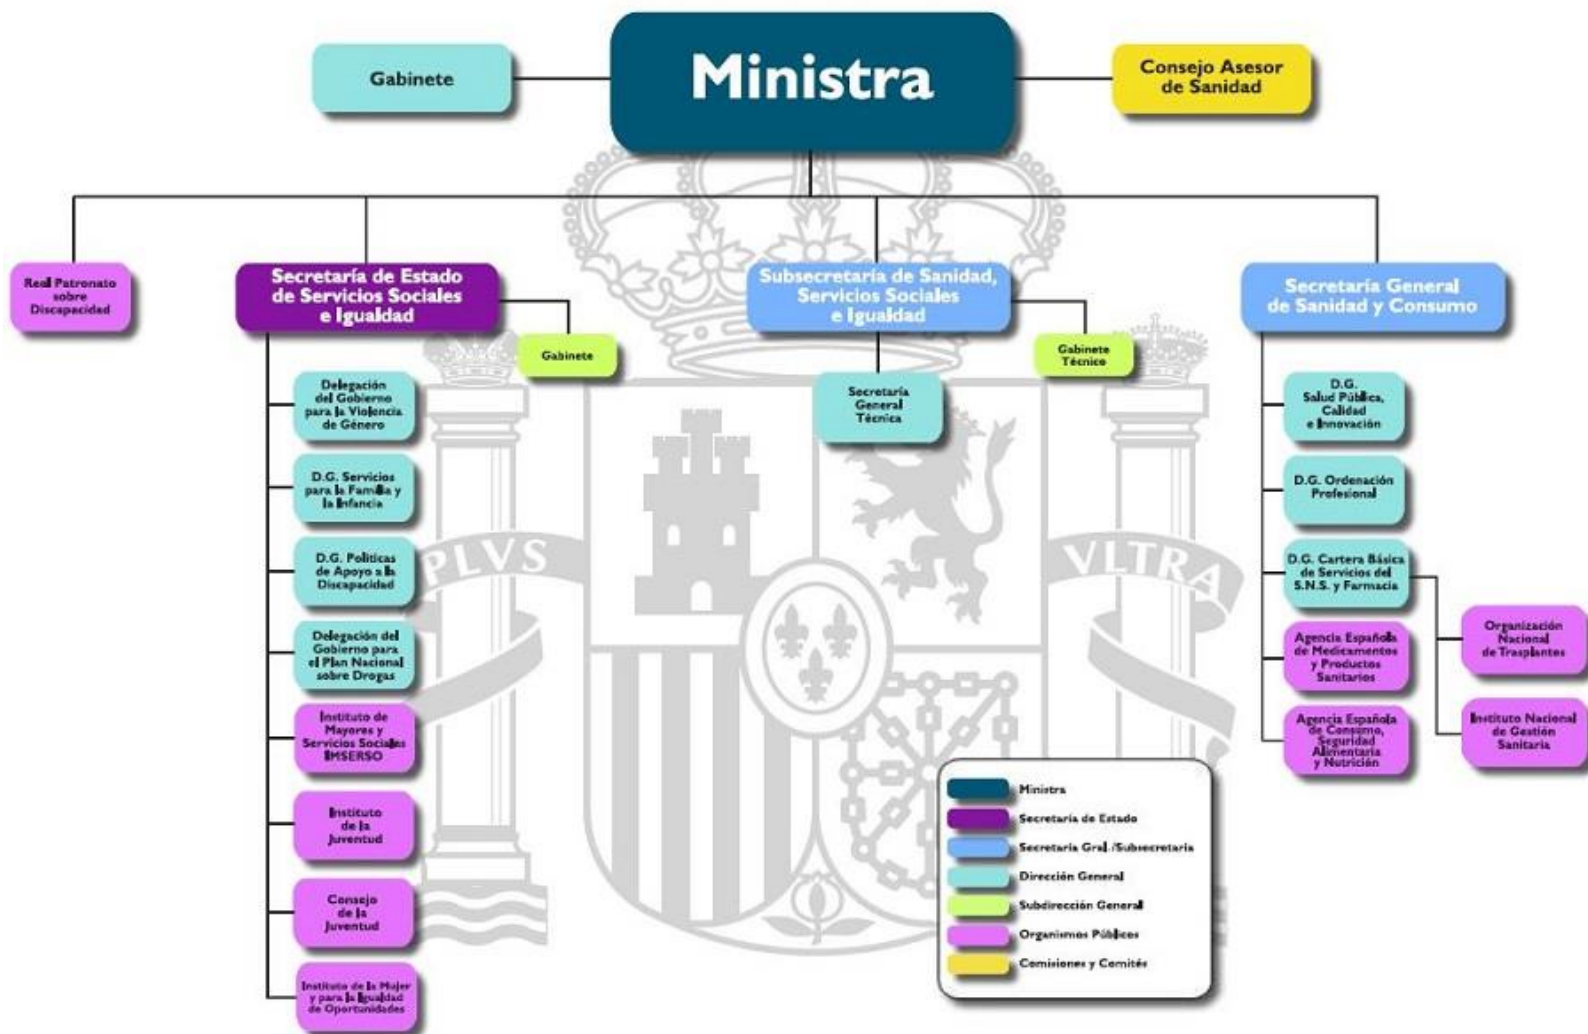 Gabinete
Ministra
Consejo Asesor
de Sanidad
Real Patronato
sobre
Discapacidad
Secretaría de Estado
de Servicios Sociales
e Igualdad
Gabinete
Delegación
del Gobierno
para la Violencia
de Género
D.G. Servicios
para la Familia y
la Infancia
D.G. Políticas
de Apoyo a la
Discapacidad
Delegación del
Gobierno para
el Plan Nacional
sobre Drogas
Instituto de
Mayores y
Servicios Sociales
IMSERSO
Instituto
de la
Juventud
Consejo
de la
Juventud
Instituto de la Mujer
y para la Igualdad
de Oportunidades
Subsecretaría de Sanidad,
Servicios Sociales
e Igualdad
Gabinete
Técnico
Secretaría
General
Técnica
Secretaría General
de Sanidad y Consumo
D.G.
Salud Pública,
Calidad
e Innovación
D.G. Ordenación
Profesional
D.G. Cartera Básica
de Servicios del
S.N.S. y Farmacia
Organización
Nacional
de Trasplantes
Instituto Nacional
de Gestión
Sanitaria
Agencia Española
de Medicamentos
y Productos
Sanitarios
Agencia Española
de Consumo,
Seguridad
Alimentaria
y Nutrición
PLVS
VLTRA
Ministra
Secretaría de Estado
Secretaría Gral./Subsecretaría
Dirección General
Subdirección General
Organismos Públicos
Comisiones y Comités